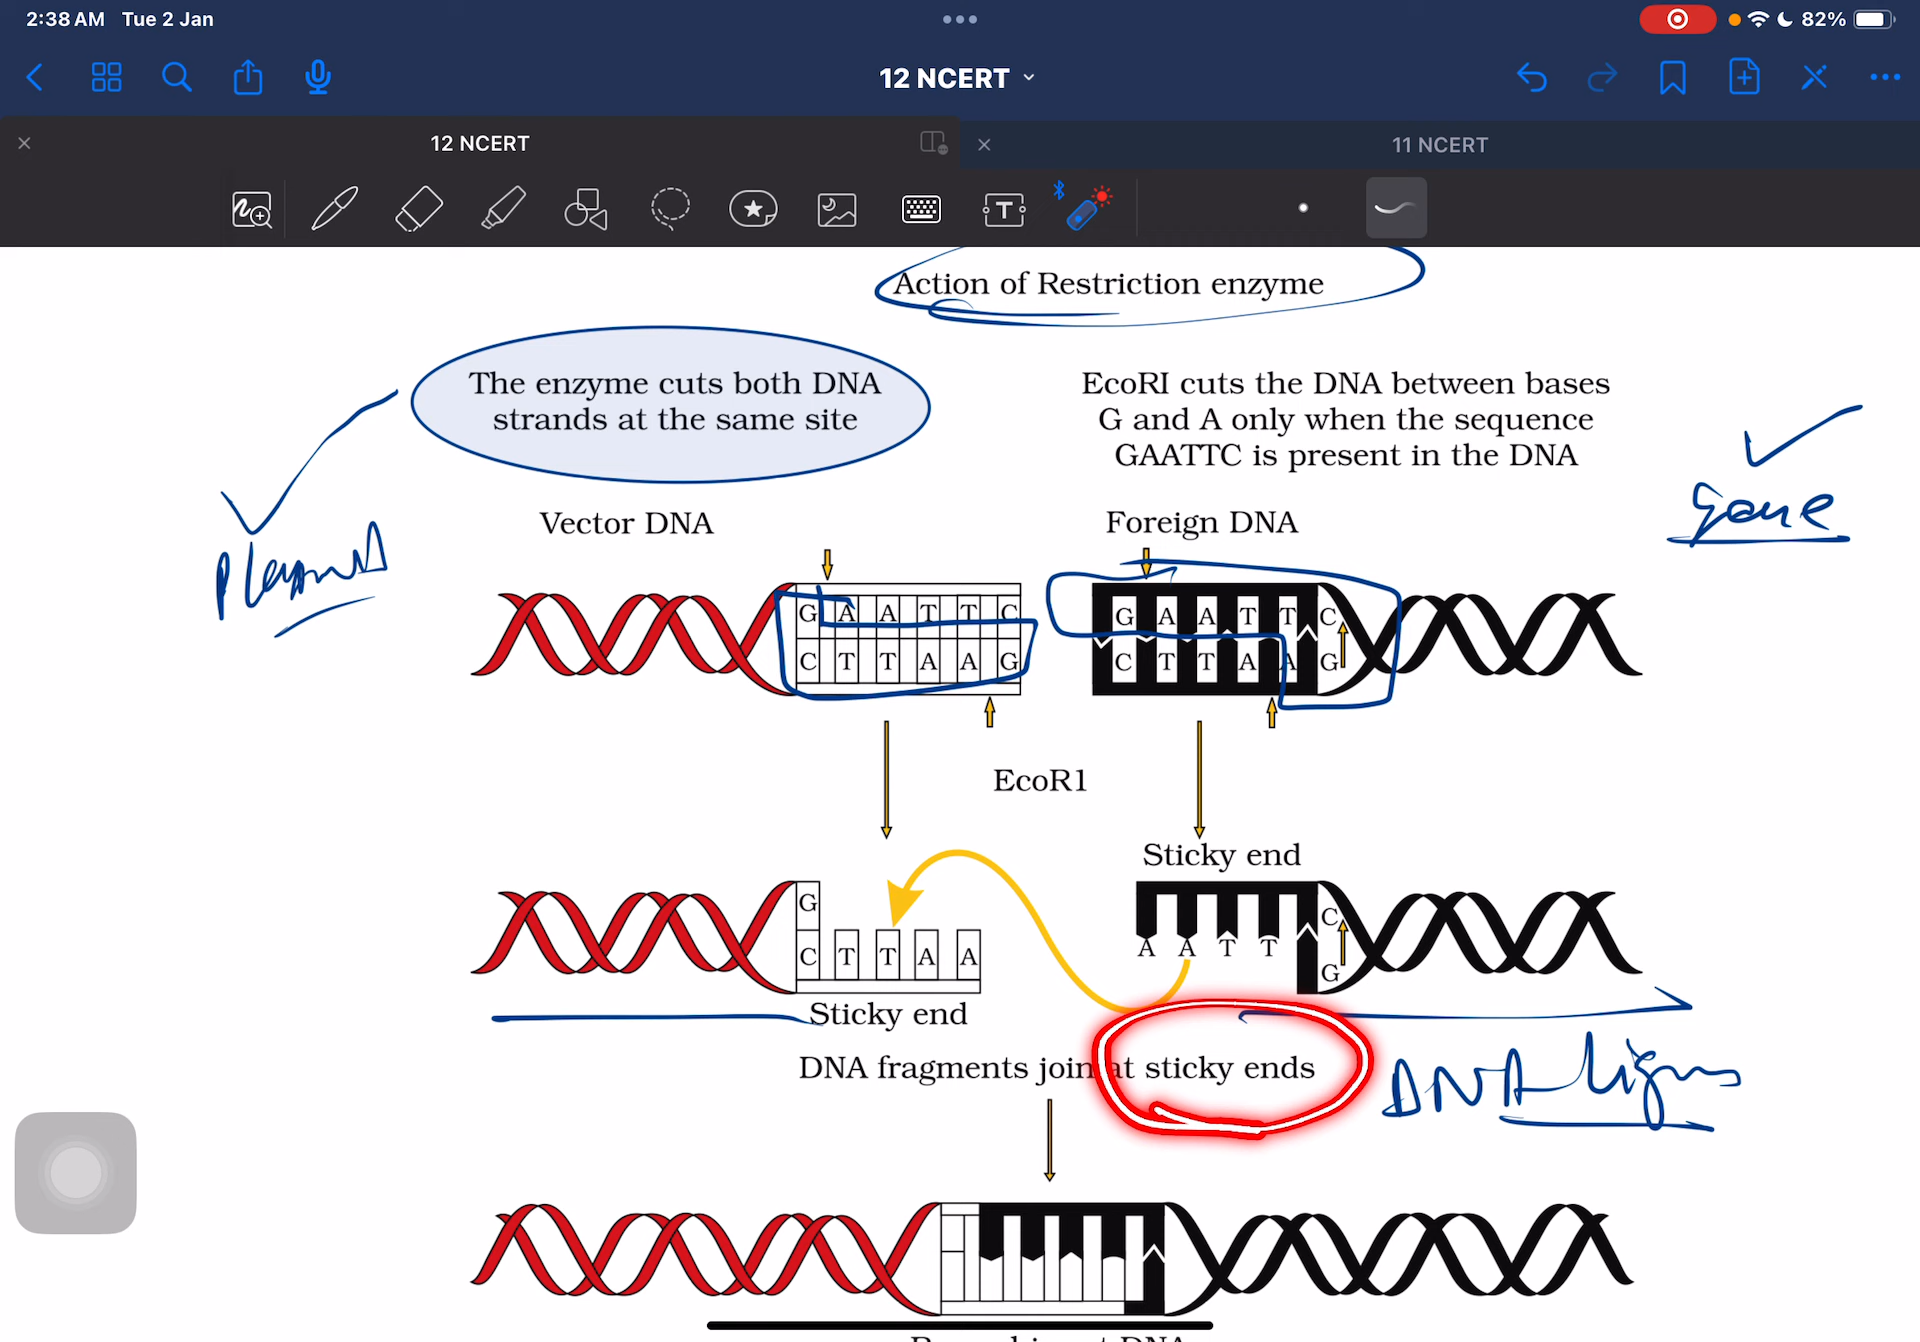 2:38 AM Tue 2 Jan
82%
12 NCERT
12 NCERT
11 NCERT
T
Action of Restriction enzyme
The enzyme cuts both DNA
strands at the same site
EcoRI cuts the DNA between bases
G and A only when the sequence
GAATTC is present in the DNA
gene
Vector DNA
Foreign DNA
G A A T T C
C T T A A G
G A A T T C
C T T A A G
EcoR1
Sticky end
G
C T T A A
C
A A T T
G
Sticky end
DNA fragments join at sticky ends
DNA